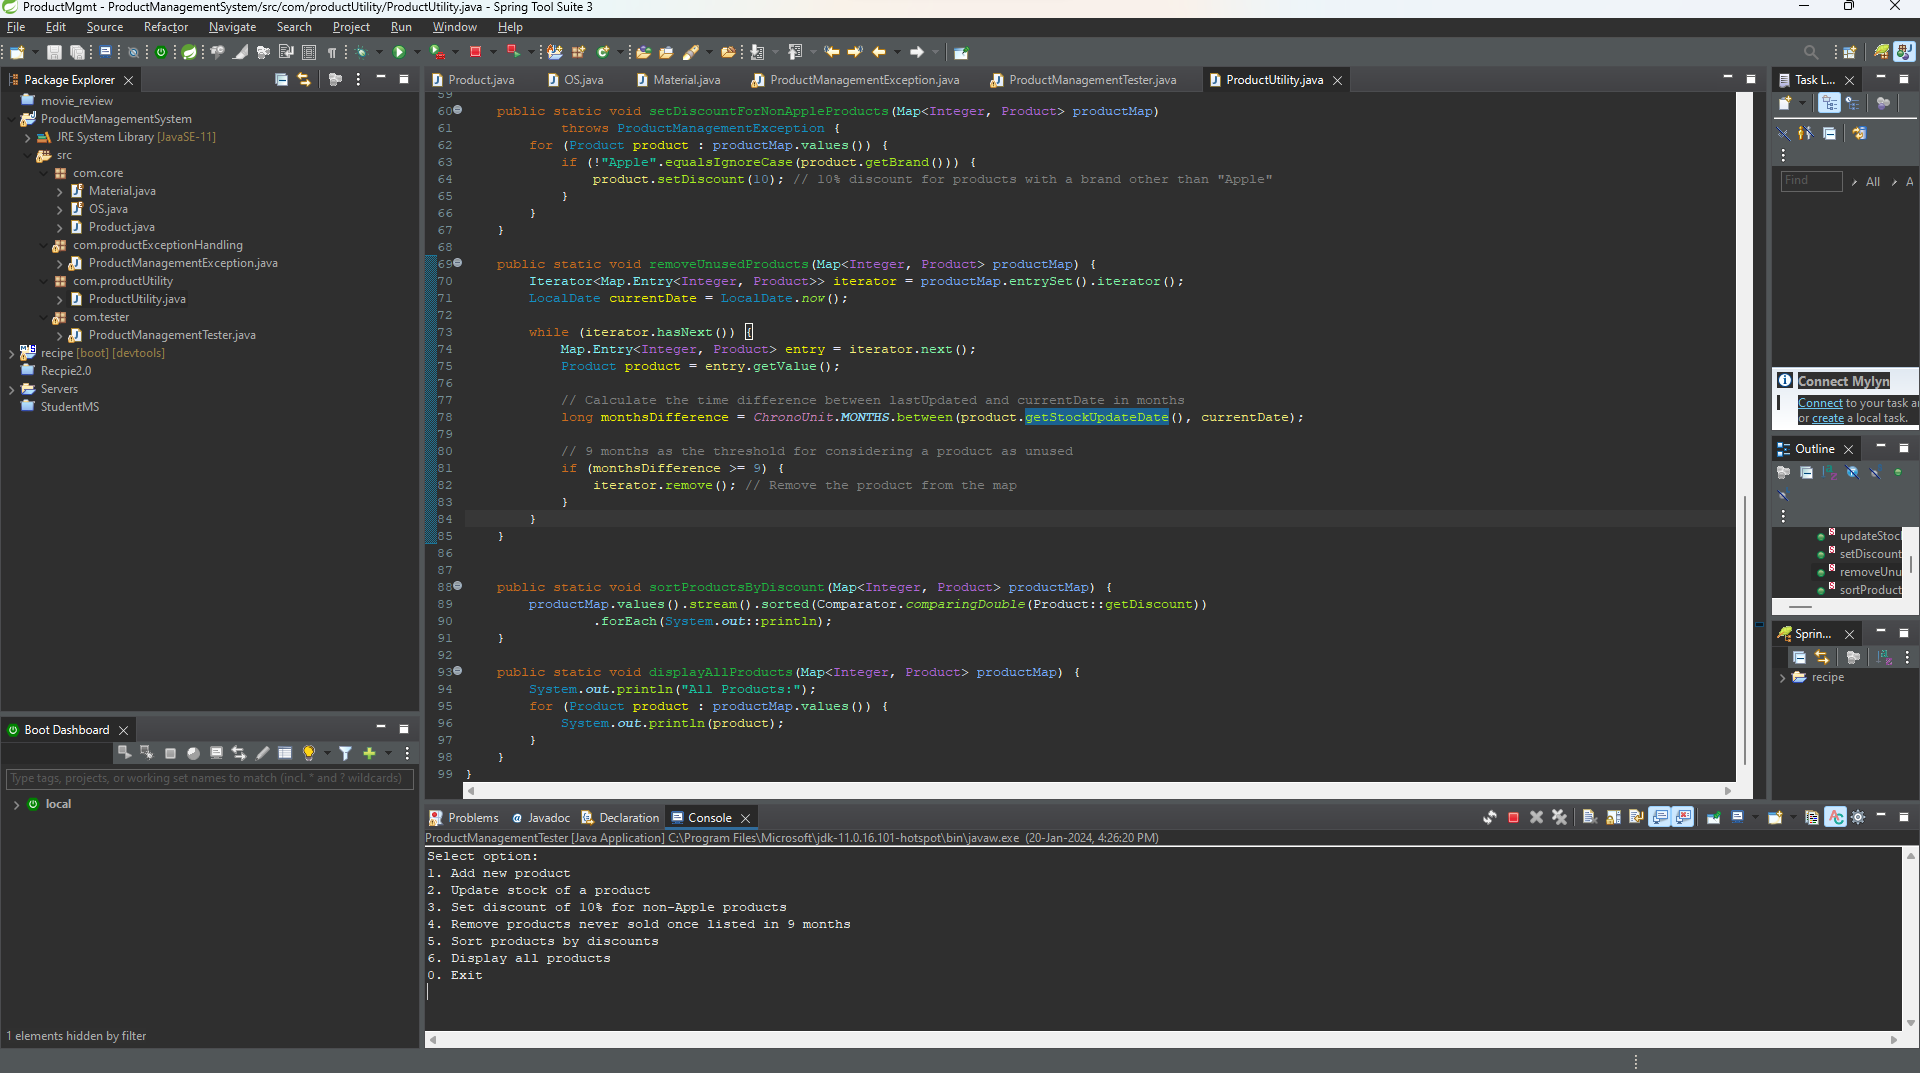 ProductMgmt - ProductManagementSystem/src/com/productUtility/ProductUtility.java - Spring Tool Suite 3
File Edit Source Refactor Navigate Search Project Run Window Help
Package Explorer
movie_review
ProductManagementSystem
JRE System Library [JavaSE-11]
src
com.core
Material.java
OS.java
Product.java
com.productExceptionHandling
ProductManagementException.java
com.productUtility
ProductUtility.java
com.tester
ProductManagementTester.java
recipe [boot] [devtools]
Recpie2.0
Servers
StudentMS
Boot Dashboard
Type tags, projects, or working set names to match (incl. * and ? wildcards)
local
1 elements hidden by filter
Product.java OS.java Material.java ProductManagementException.java ProductManagementTester.java ProductUtility.java
59
60 public static void setDiscountForNonAppleProducts(Map<Integer, Product> productMap)
61 throws ProductManagementException {
62 for (Product product : productMap.values()) {
63 if (!"Apple".equalsIgnoreCase(product.getBrand())) {
64 product.setDiscount(10); // 10% discount for products with a brand other than "Apple"
65 }
66 }
67 }
68
69 public static void removeUnusedProducts(Map<Integer, Product> productMap) {
70 Iterator<Map.Entry<Integer, Product>> iterator = productMap.entrySet().iterator();
71 LocalDate currentDate = LocalDate.now();
72
73 while (iterator.hasNext()) {
74 Map.Entry<Integer, Product> entry = iterator.next();
75 Product product = entry.getValue();
76
77 // Calculate the time difference between lastUpdated and currentDate in months
78 long monthsDifference = ChronoUnit.MONTHS.between(product.getStockUpdateDate(), currentDate);
79
80 // 9 months as the threshold for considering a product as unused
81 if (monthsDifference >= 9) {
82 iterator.remove(); // Remove the product from the map
83 }
84 }
85 }
86
87
88 public static void sortProductsByDiscount(Map<Integer, Product> productMap) {
89 productMap.values().stream().sorted(Comparator.comparingDouble(Product::getDiscount))
90 .forEach(System.out::println);
91 }
92
93 public static void displayAllProducts(Map<Integer, Product> productMap) {
94 System.out.println("All Products:");
95 for (Product product : productMap.values()) {
96 System.out.println(product);
97 }
98 }
99 }
Problems Javadoc Declaration Console
ProductManagementTester [Java Application] C:\Program Files\Microsoft\jdk-11.0.16.101-hotspot\bin\javaw.exe (20-Jan-2024, 4:26:20 PM)
Select option:
1. Add new product
2. Update stock of a product
3. Set discount of 10% for non-Apple products
4. Remove products never sold once listed in 9 months
5. Sort products by discounts
6. Display all products
0. Exit
Task L...
Find All A
Connect Mylyn
Connect to your task a
or create a local task.
Outline
updateStoc
setDiscount
removeUnu
sortProduct
Sprin...
recipe